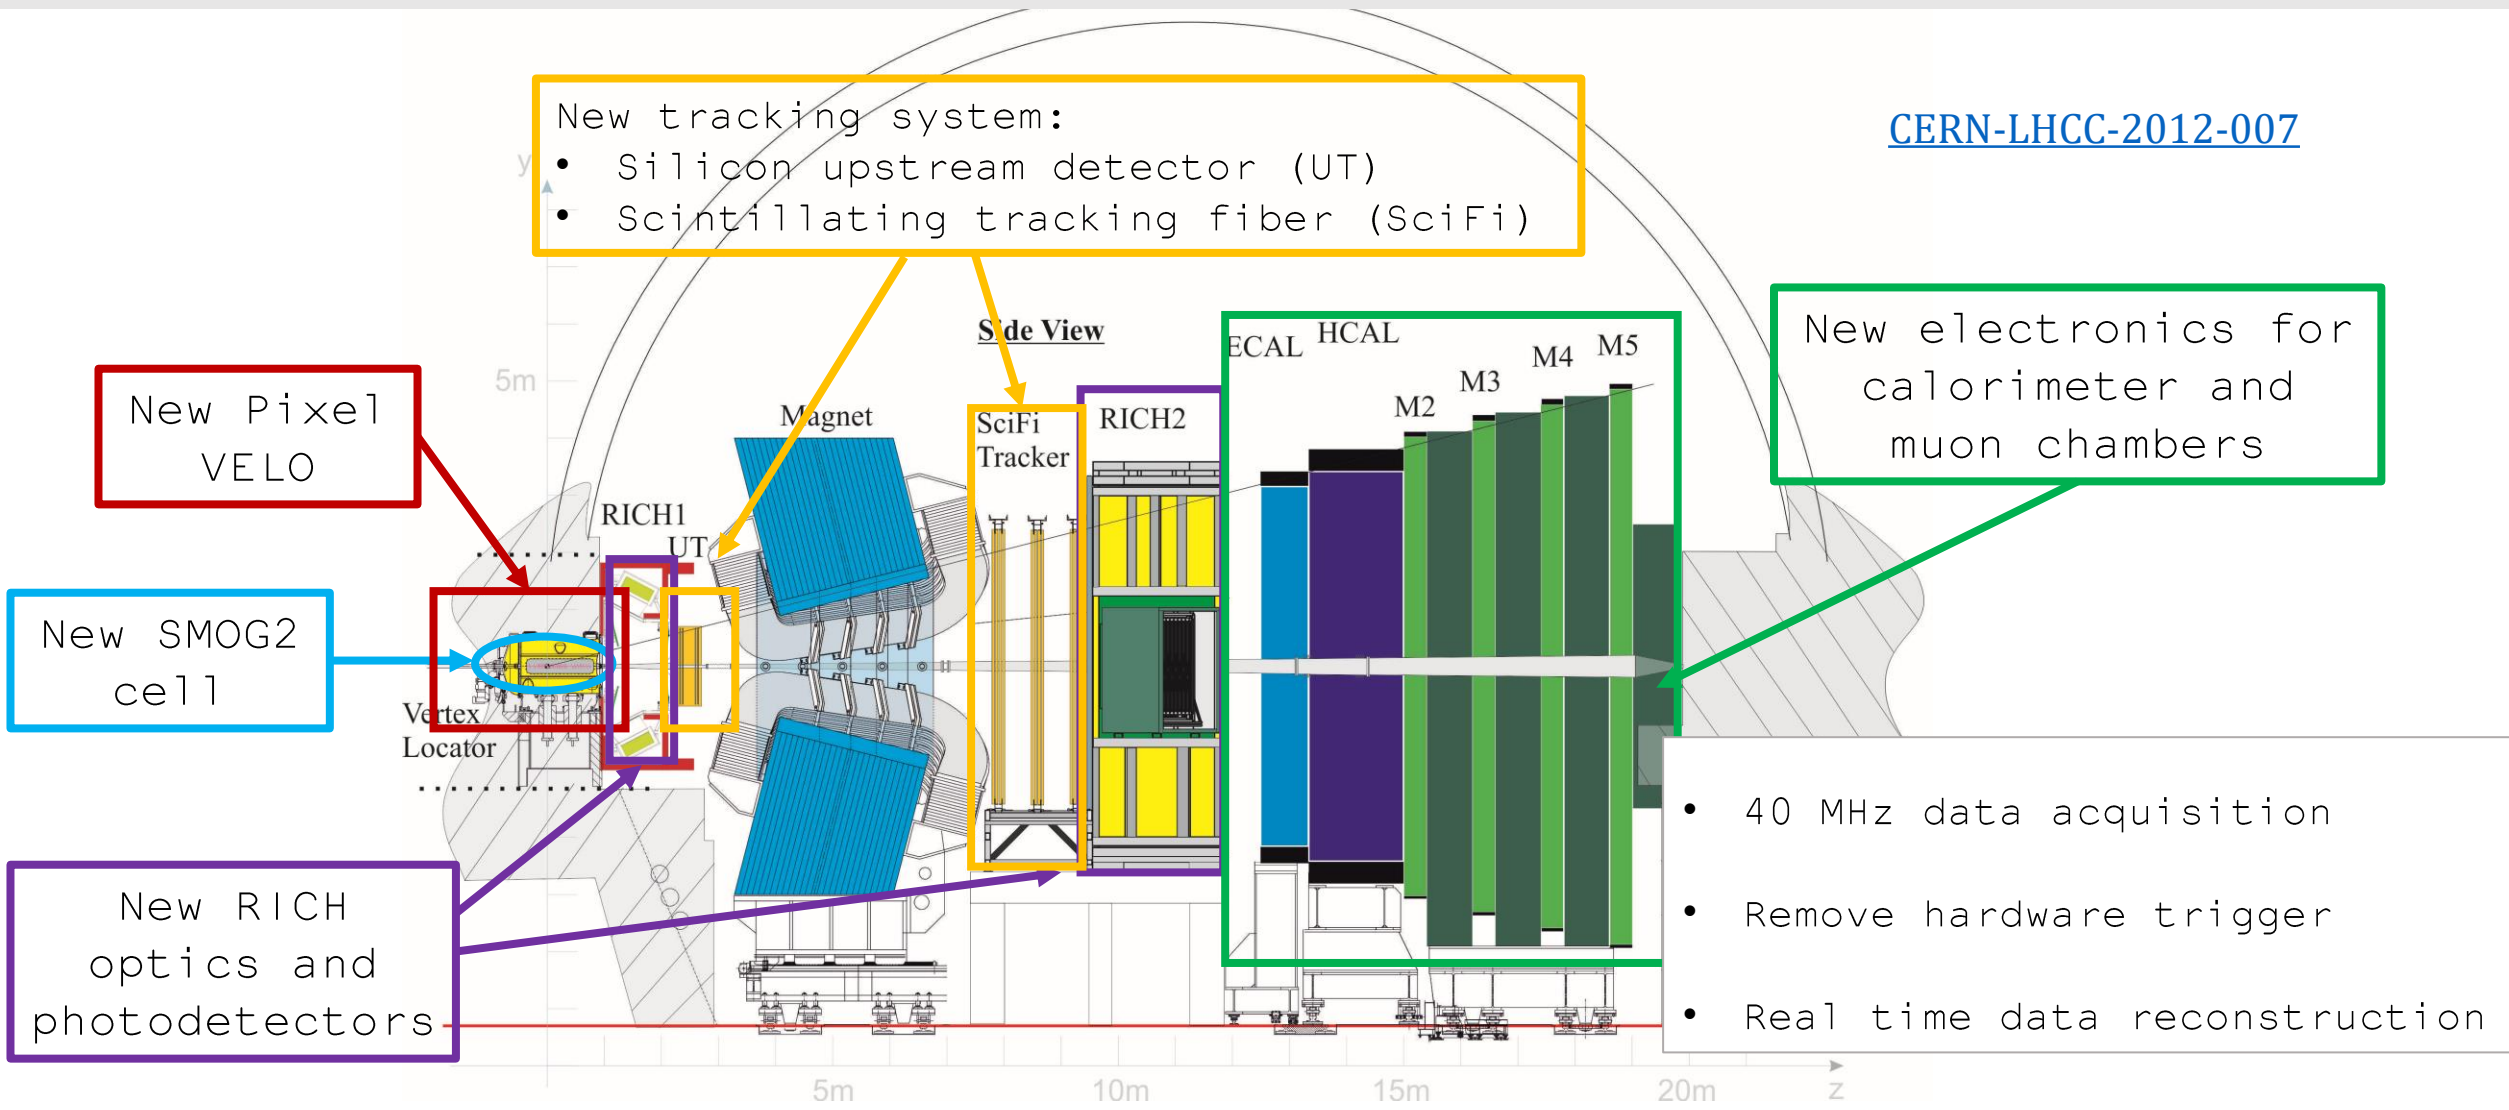 New tracking system:
• Silicon upstream detector (UT)
• Scintillating tracking fiber (SciFi)
CERN-LHCC-2012-007
y
5m
Side View
New Pixel
VELO
New SMOG2
cell
New RICH
optics and
photodetectors
Vertex
Locator
RICH1
UT
Magnet
SciFi
Tracker
RICH2
ECAL
HCAL
M2
M3
M4
M5
New electronics for
calorimeter and
muon chambers
• 40 MHz data acquisition
• Remove hardware trigger
• Real time data reconstruction
5m
10m
15m
20m
z